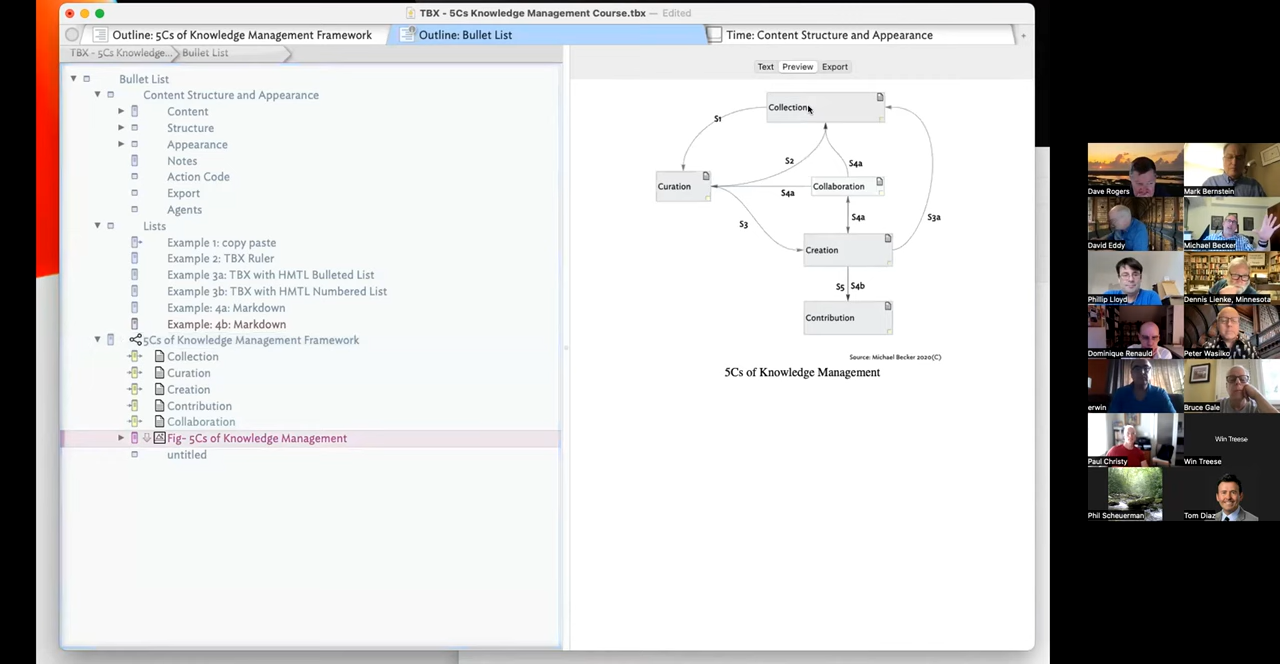 TBX - 5Cs Knowledge Management Course.tbx — Edited
Outline: 5Cs of Knowledge Management Framework
Outline: Bullet List
Time: Content Structure and Appearance
+
TBX - 5Cs Knowledge... Bullet List
Text Preview Export
Bullet List
Content Structure and Appearance
Content
Structure
Appearance
Notes
Action Code
Export
Agents
Lists
Example 1: copy paste
Example 2: TBX Ruler
Example 3a: TBX with HMTL Bulleted List
Example 3b: TBX with HMTL Numbered List
Example: 4a: Markdown
Example: 4b: Markdown
5Cs of Knowledge Management Framework
Collection
Curation
Creation
Contribution
Collaboration
Fig- 5Cs of Knowledge Management
untitled
Collection
S1
S2
S4a
Curation
Collaboration
S4a
S3
S4a
S3a
Creation
S5 S4b
Contribution
Source: Michael Becker 2020(C)
5Cs of Knowledge Management
Dave Rogers
Mark Bernstein
David Eddy
Michael Becker
Phillip Lloyd
Dennis Lienke, Minnesota
Dominique Renauld
Peter Wasilko
erwin
Bruce Gale
Paul Christy
Win Treese
Win Treese
Phil Scheuerman
Tom Diaz